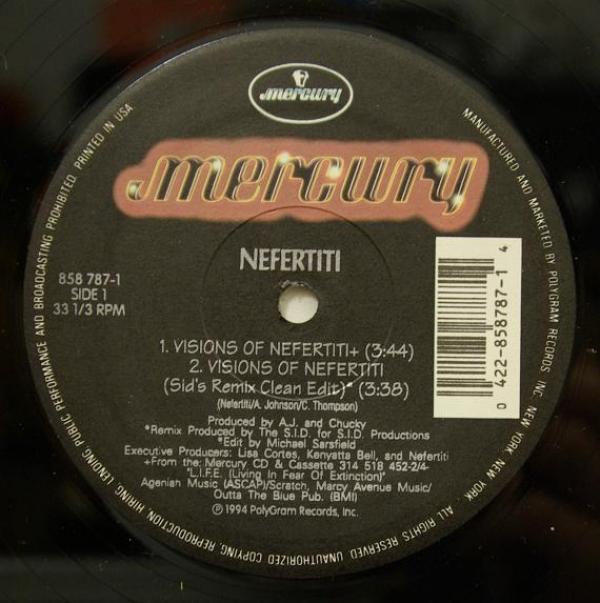 mercury
mercury
NEFERTITI
858 787-1
SIDE 1
33 1/3 RPM
1. VISIONS OF NEFERTITI+ (3:44)
2. VISIONS OF NEFERTITI
(Sid's Remix Clean Edit)* (3:38)
(Nefertiti/A. Johnson/C. Thompson)
Produced by A.J. and Chucky
*Remix Produced by The S.I.D. for S.I.D. Productions
*Edit by Michael Sarsfield
Executive Producers: Lisa Cortes, Kenyatta Bell, and Nefertiti
+From the Mercury CD & Cassette 314 518 452-2/4-
"L.I.F.E. (Living In Fear Of Extinction)"
Agenian Music (ASCAP)/Scratch, Marcy Avenue Music/
Outta The Blue Pub. (BMI)
℗ © 1994 PolyGram Records, Inc.
0 422-858787-1 4
MANUFACTURED AND MARKETED BY POLYGRAM RECORDS INC. NEW YORK, NEW YORK. ALL RIGHTS RESERVED. UNAUTHORIZED COPYING, REPRODUCTION, HIRING, LENDING, PUBLIC PERFORMANCE AND BROADCASTING PROHIBITED. PRINTED IN USA